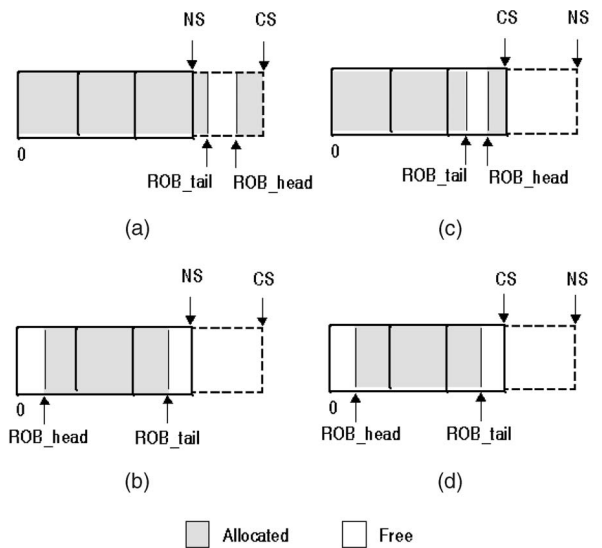 NS CS
0
ROB_tail ROB_head
(a)
CS NS
0
ROB_tail ROB_head
(c)
NS CS
0
ROB_head ROB_tail
(b)
CS NS
0
ROB_head ROB_tail
(d)
Allocated Free